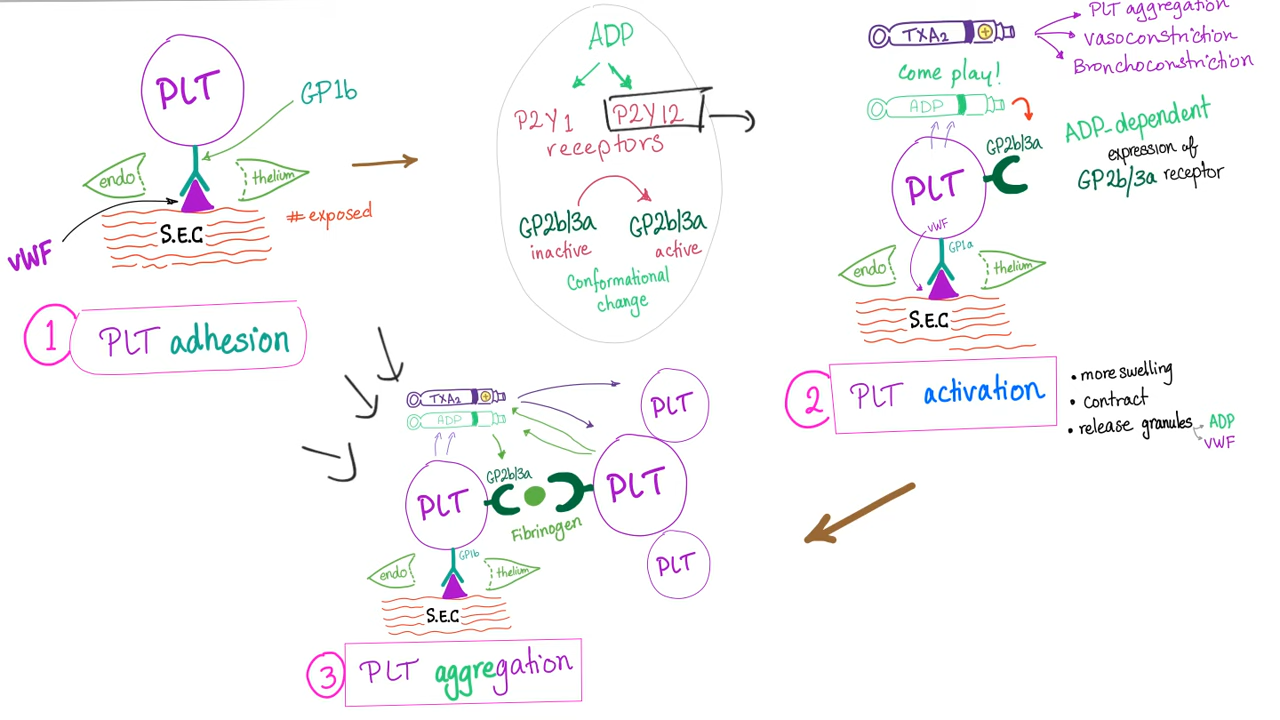 PLT
GP1b
endo
thelium
# exposed
S.E.C
vWF
1 PLT adhesion
ADP
P2Y1 P2Y12
receptors
GP2b/3a GP2b/3a
inactive active
Conformational
change
TXA2 +
PLT aggregation
vasoconstriction
Bronchoconstriction
Come play!
ADP
GP2b/3a
ADP-dependent
expression of
GP2b/3a receptor
PLT
vWF
GP1a
endo
thelium
S.E.C
2 PLT activation
• more swelling
• contract
• release granules
ADP
vWF
TXA2 +
ADP
GP2b/3a
PLT
PLT
PLT
PLT
Fibrinogen
GP1b
endo
thelium
S.E.C
3 PLT aggregation